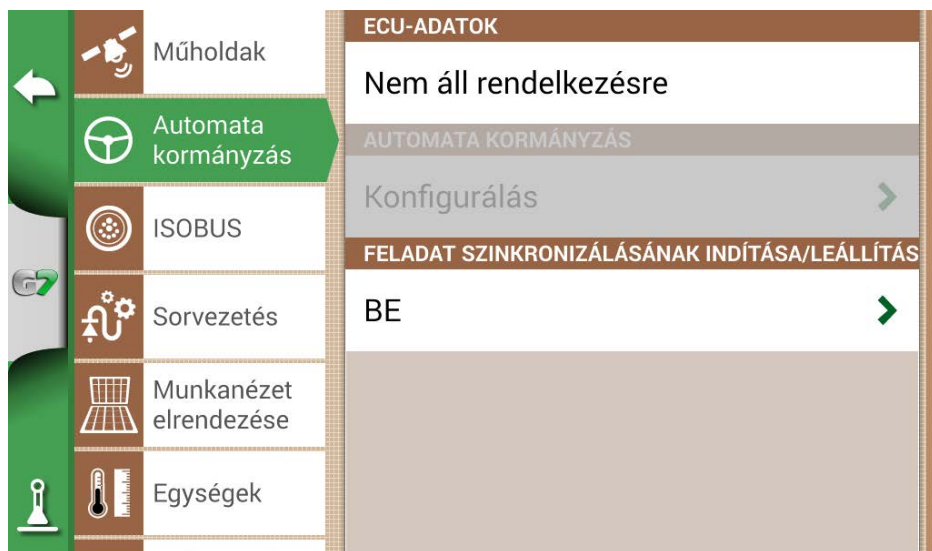 Műholdak
Automata
kormányzás
ISOBUS
Sorvezetés
Munkanézet
elrendezése
Egységek
G7
ECU-ADATOK
Nem áll rendelkezésre
AUTOMATA KORMÁNYZÁS
Konfigurálás
FELADAT SZINKRONIZÁLÁSÁNAK INDÍTÁSA/LEÁLLÍTÁS
BE